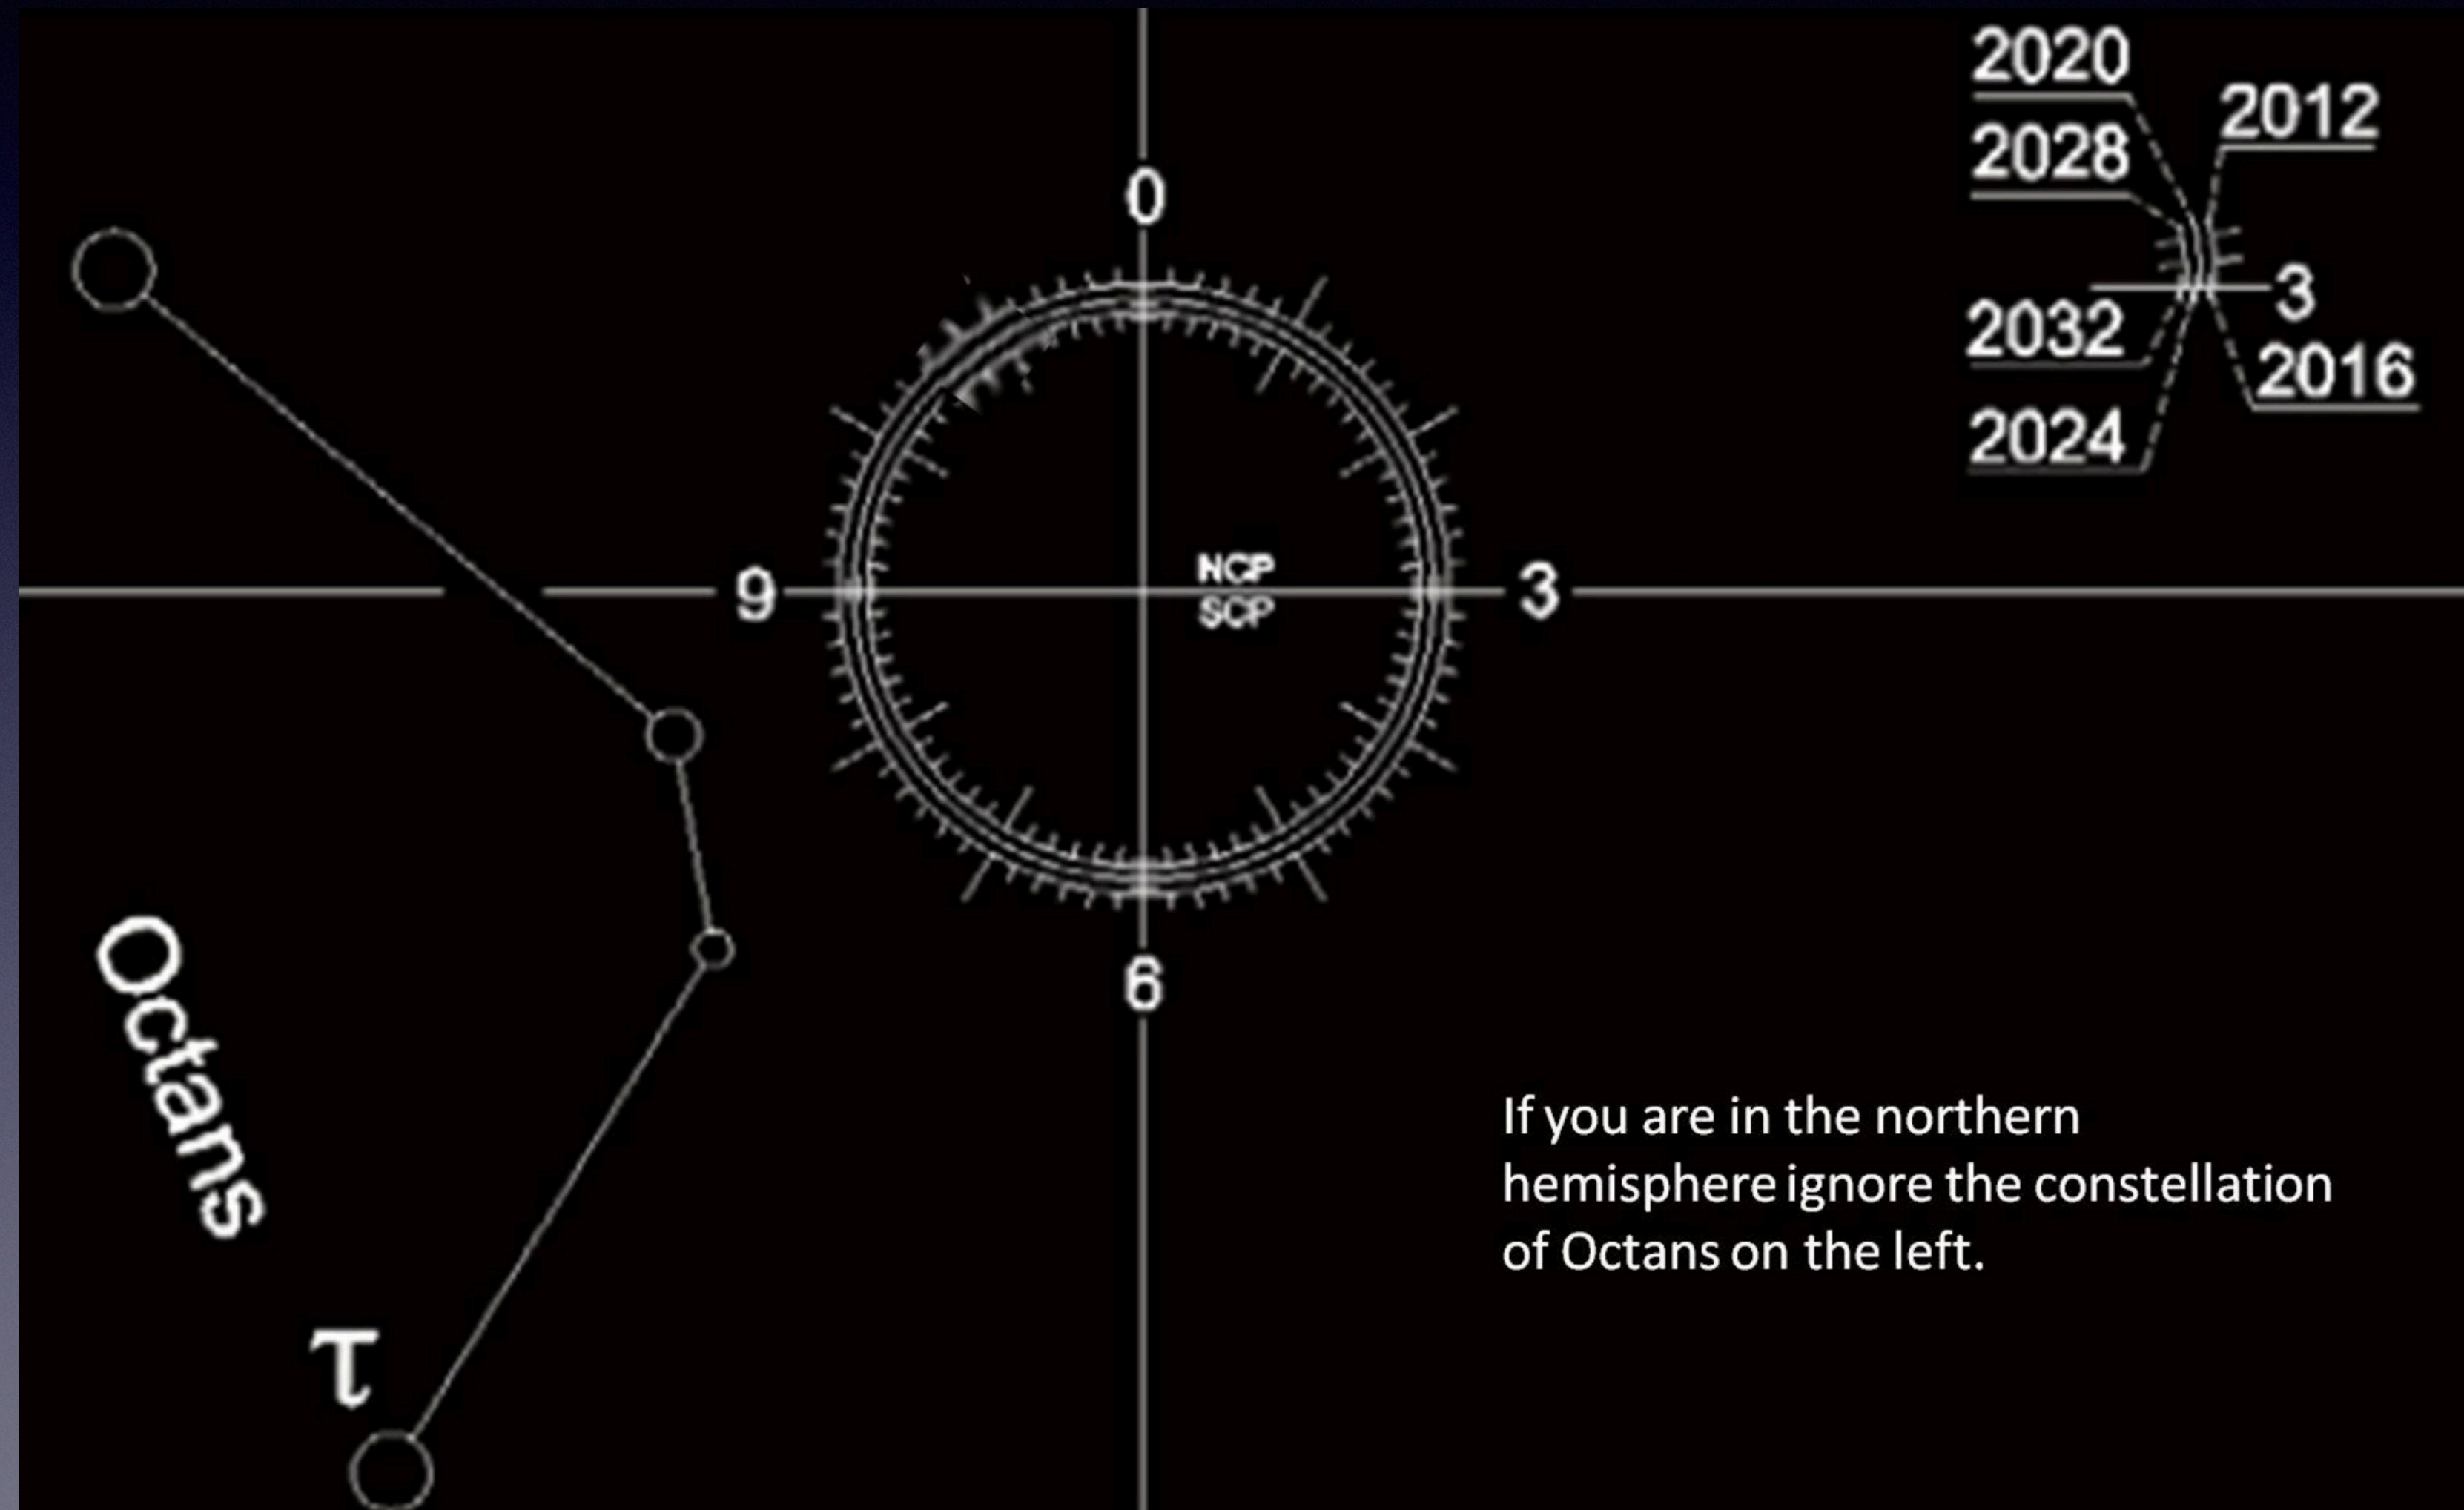 2020
2012
2028
0
3
2032
2016
2024
NCP
9
3
SCP
6
Octans
If you are in the northern
hemisphere ignore the constellation
of Octans on the left.
τ